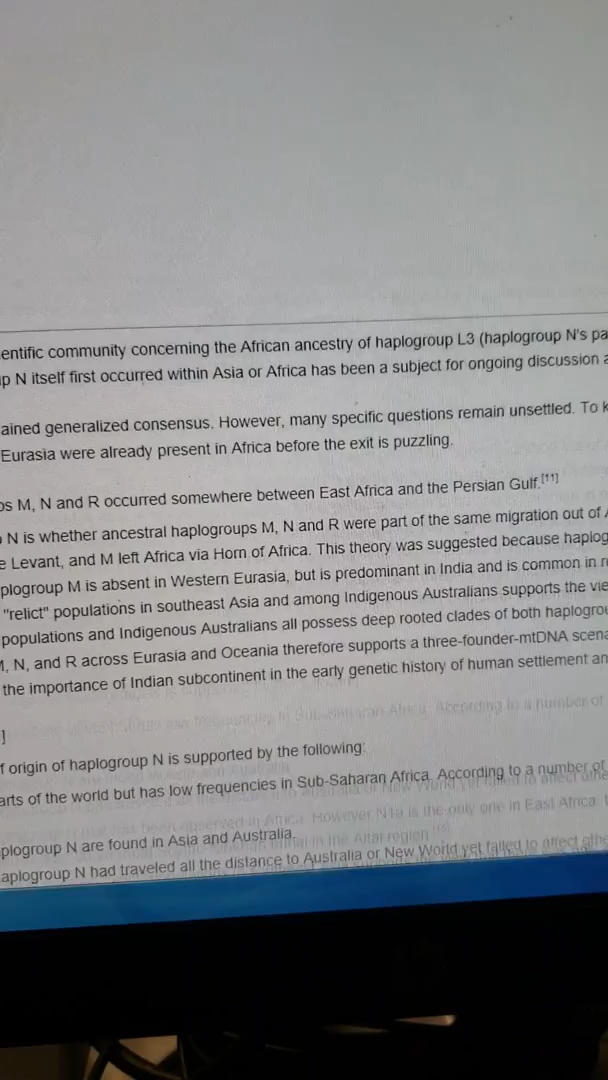 entific community concerning the African ancestry of haplogroup L3 (haplogroup N's pa
p N itself first occurred within Asia or Africa has been a subject for ongoing discussion a
ained generalized consensus. However, many specific questions remain unsettled. To k
Eurasia were already present in Africa before the exit is puzzling.
ps M, N and R occurred somewhere between East Africa and the Persian Gulf.[11]
N is whether ancestral haplogroups M, N and R were part of the same migration out of A
e Levant, and M left Africa via Horn of Africa. This theory was suggested because haplog
plogroup M is absent in Western Eurasia, but is predominant in India and is common in r
"relict" populations in southeast Asia and among Indigenous Australians supports the vie
populations and Indigenous Australians all possess deep rooted clades of both haplogrou
M, N, and R across Eurasia and Oceania therefore supports a three-founder-mtDNA scena
the importance of Indian subcontinent in the early genetic history of human settlement an
]
f origin of haplogroup N is supported by the following:
arts of the world but has low frequencies in Sub-Saharan Africa. According to a number of
plogroup N are found in Asia and Australia.
aplogroup N had traveled all the distance to Australia or New World yet failed to affect othe